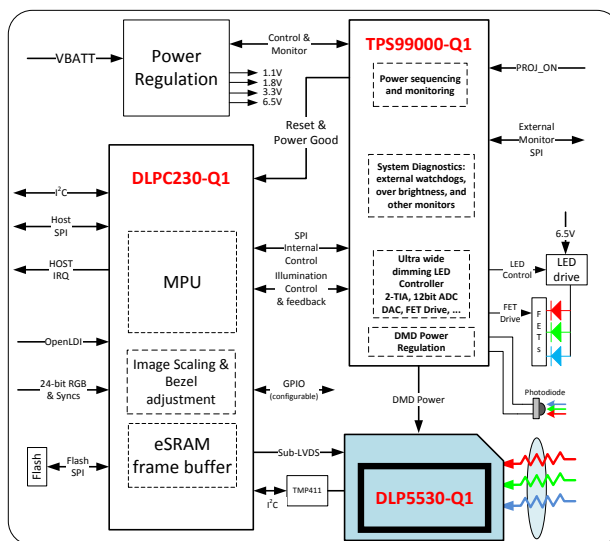 VBATT
Power
Regulation
Control &
Monitor
1.1V
1.8V
3.3V
6.5V
TPS99000-Q1
Power sequencing
and monitoring
PROJ_ON
Reset &
Power Good
External
Monitor
SPI
System Diagnostics:
external watchdogs,
over brightness, and
other monitors
DLPC230-Q1
I²C
Host
SPI
HOST
IRQ
MPU
SPI
Internal
Control
Illumination
Control
& feedback
Ultra wide
dimming LED
Controller
2-TIA, 12bit ADC
DAC, FET Drive, ...
LED
Control
6.5V
LED
drive
FET
Drive
FETs
DMD Power
Regulation
Photodiode
OpenLDI
24-bit RGB
& Syncs
Image Scaling &
Bezel
adjustment
GPIO
(configurable)
DMD Power
Flash
Flash
SPI
eSRAM
frame buffer
Sub-LVDS
I²C
TMP411
DLP5530-Q1